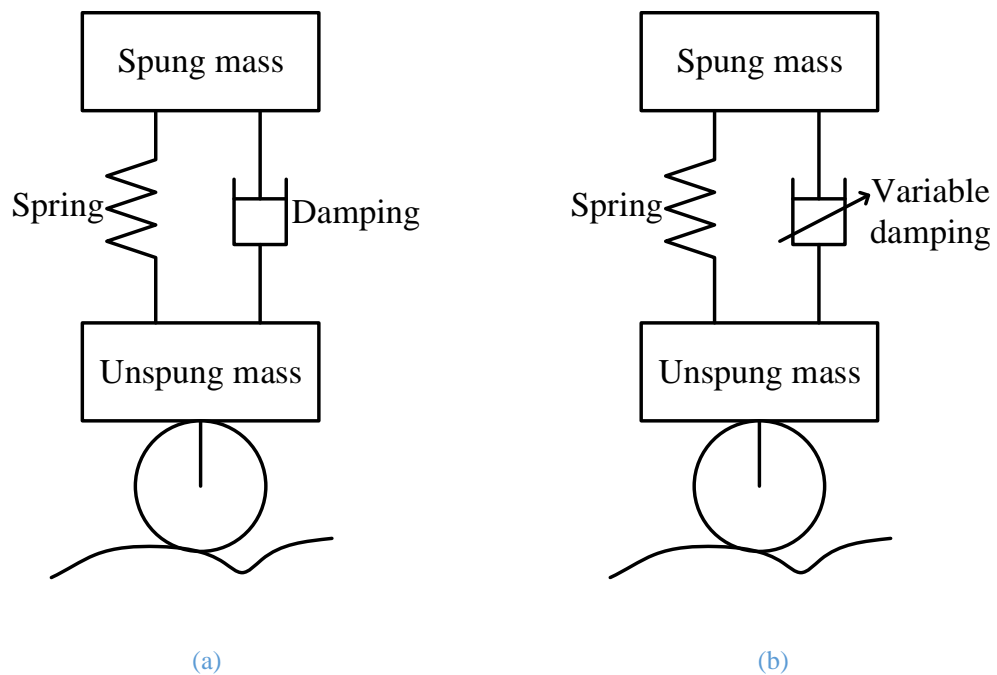 Spung mass
Spring
Damping
Unspung mass
(a)
Spung mass
Spring
Variable
damping
Unspung mass
(b)